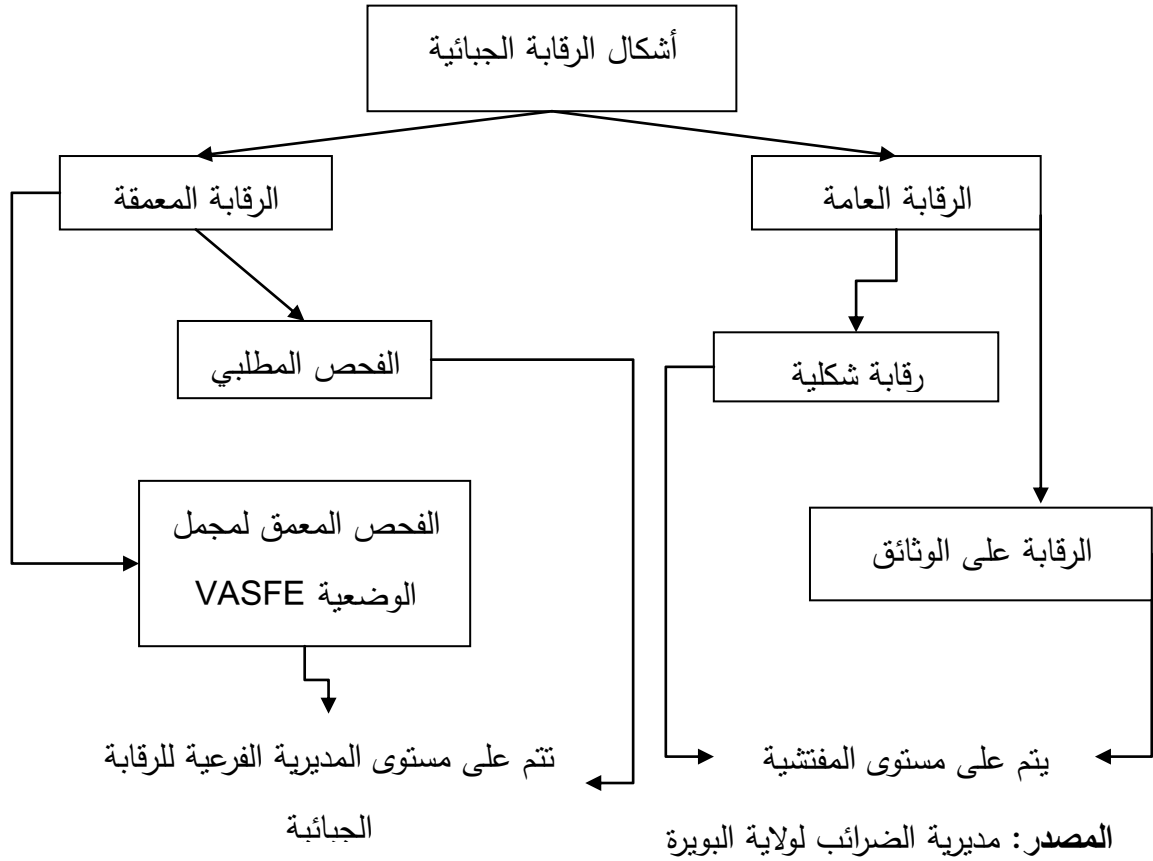 أشكال الرقابة الجبائية
الرقابة العامة
الرقابة المعمقة
رقابة شكلية
الفحص المطلبي
الرقابة على الوثائق
الفحص المعمق لمجمل
الوضعية VASFE
يتم على مستوى المفتشية
تتم على مستوى المديرية الفرعية للرقابة
الجبائية
المصدر: مديرية الضرائب لولاية البويرة